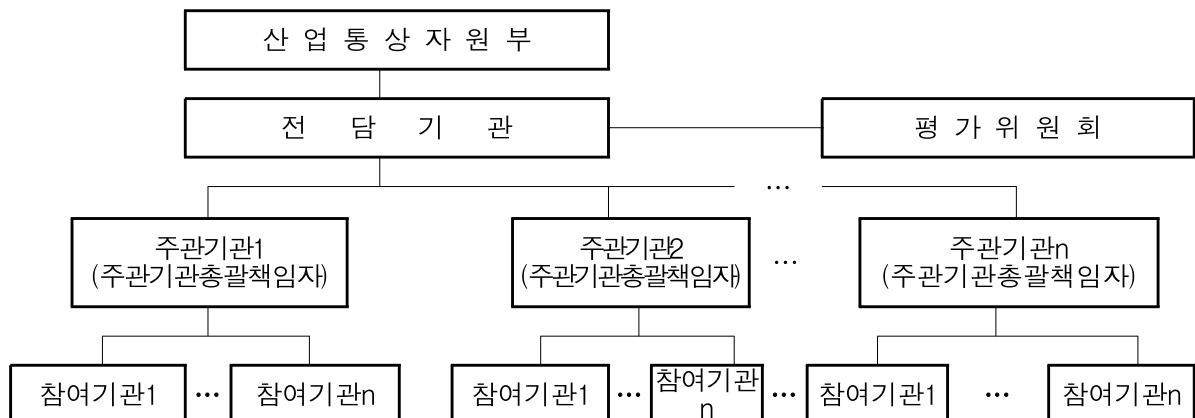 산 업 통 상 자 원 부
전 담 기 관
평 가 위 원 회
...
주관기관1
(주관기관총괄책임자)
주관기관2
(주관기관총괄책임자)
...
주관기관n
(주관기관총괄책임자)
참여기관1
...
참여기관n
참여기관1
...
참여기관
n
...
참여기관1
...
참여기관n